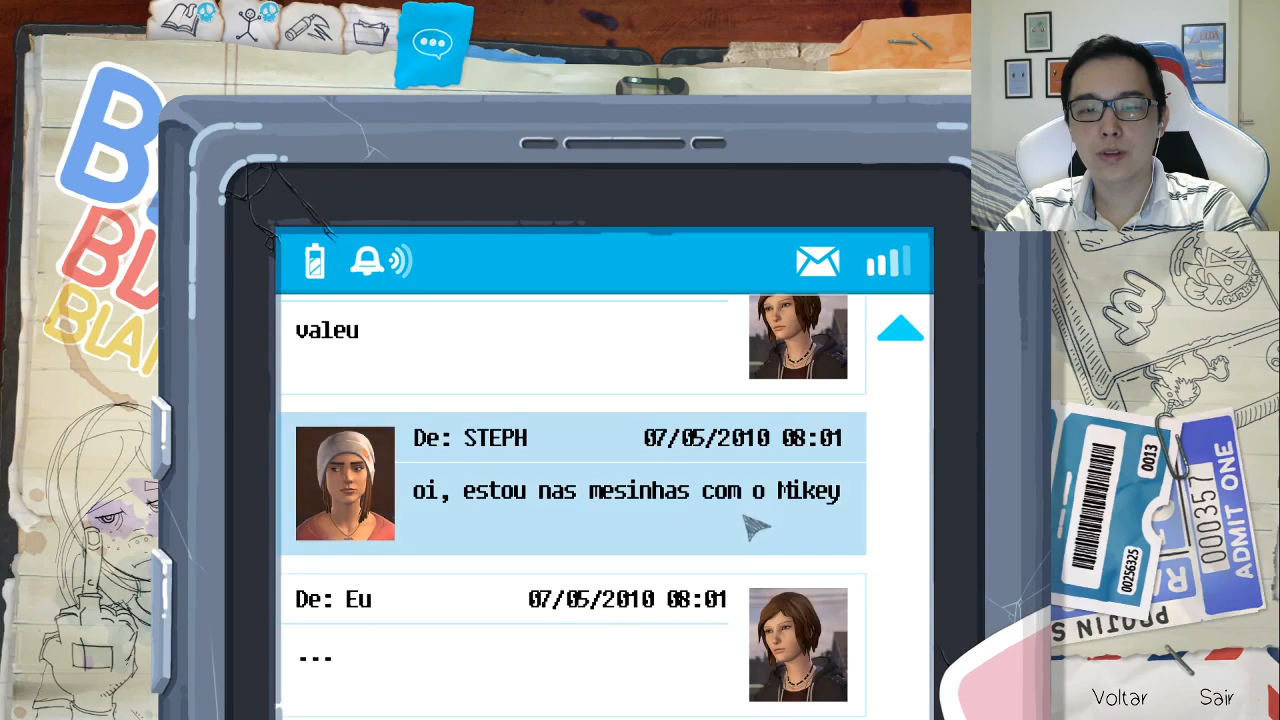 valeu
De: STEPH 07/05/2010 08:01
oi, estou nas mesinhas com o Mikey
De: Eu 07/05/2010 08:01
...
0013
00256325
000357
ADMIT ONE
Voltar Sair